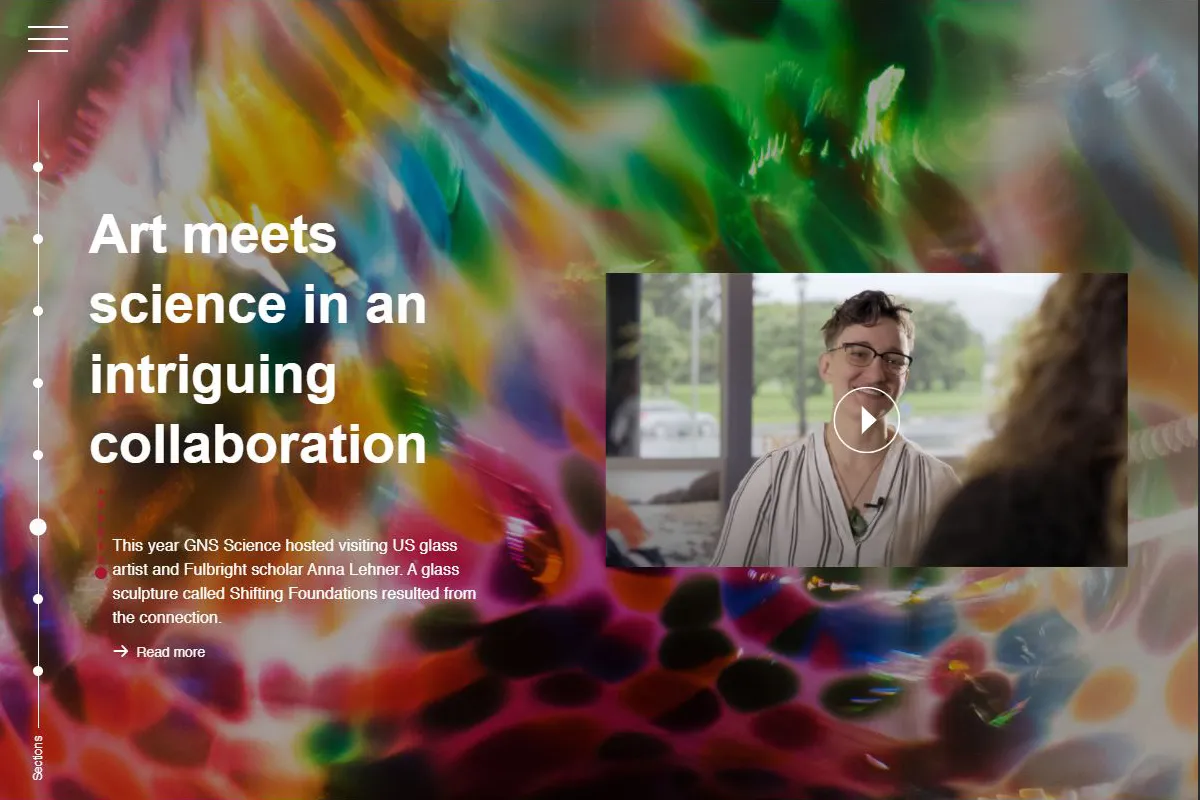 Art meets
science in an
intriguing
collaboration
This year GNS Science hosted visiting US glass
artist and Fulbright scholar Anna Lehner. A glass
sculpture called Shifting Foundations resulted from
the connection.
Read more
Sections